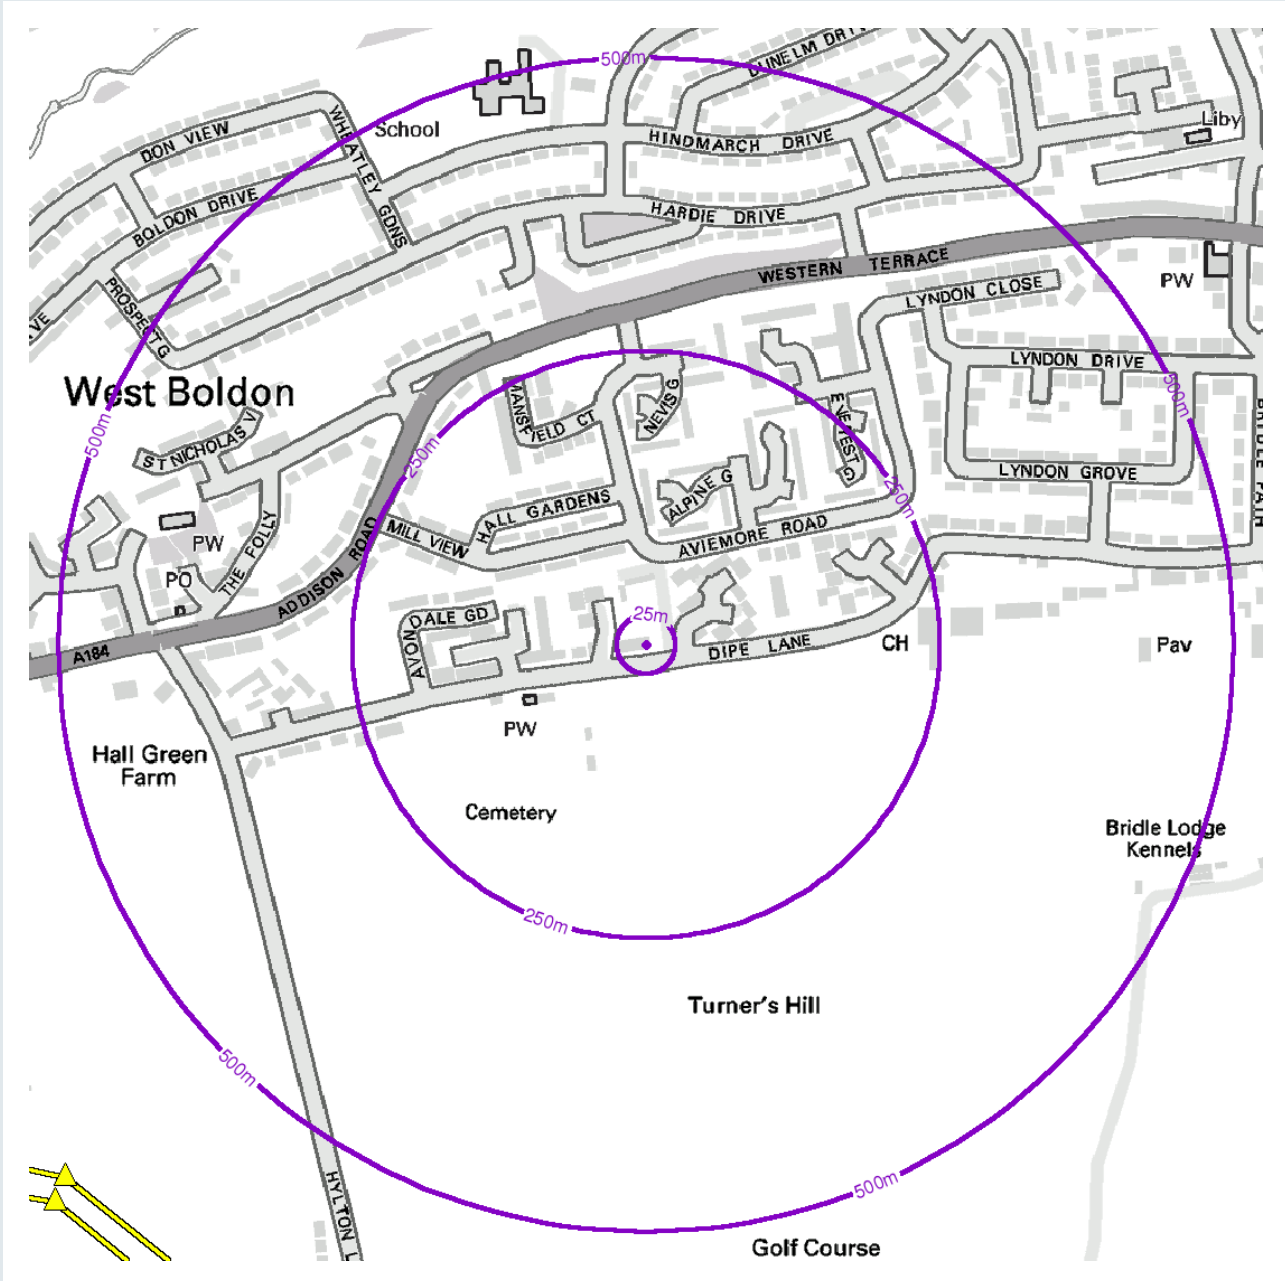 500m
DUNELM DRI
WHEATLEY GDNS
School
DON VIEW
HINDMARCH DRIVE
Liby
BOLDON DRIVE
HARDIE DRIVE
WESTERN TERRACE
PW
PROSPECT G
LYNDON CLOSE
VE
LYNDON DRIVE
West Boldon
500m
MANSFIELD CT
NEVIS G
EVEREST G
500m
ST NICHOLAS V
250m
BRIDLE PATH
LYNDON GROVE
ALPINE G
250m
HALL GARDENS
MILL VIEW
AVIEMORE ROAD
PW
THE FOLLY
PO
ADDISON ROAD
AVONDALE GD
25m
DIPE LANE
CH
Pav
A184
PW
Hall Green
Farm
Cemetery
Bridle Lodge
Kennels
250m
Turner's Hill
500m
500m
HYLTON L
Golf Course